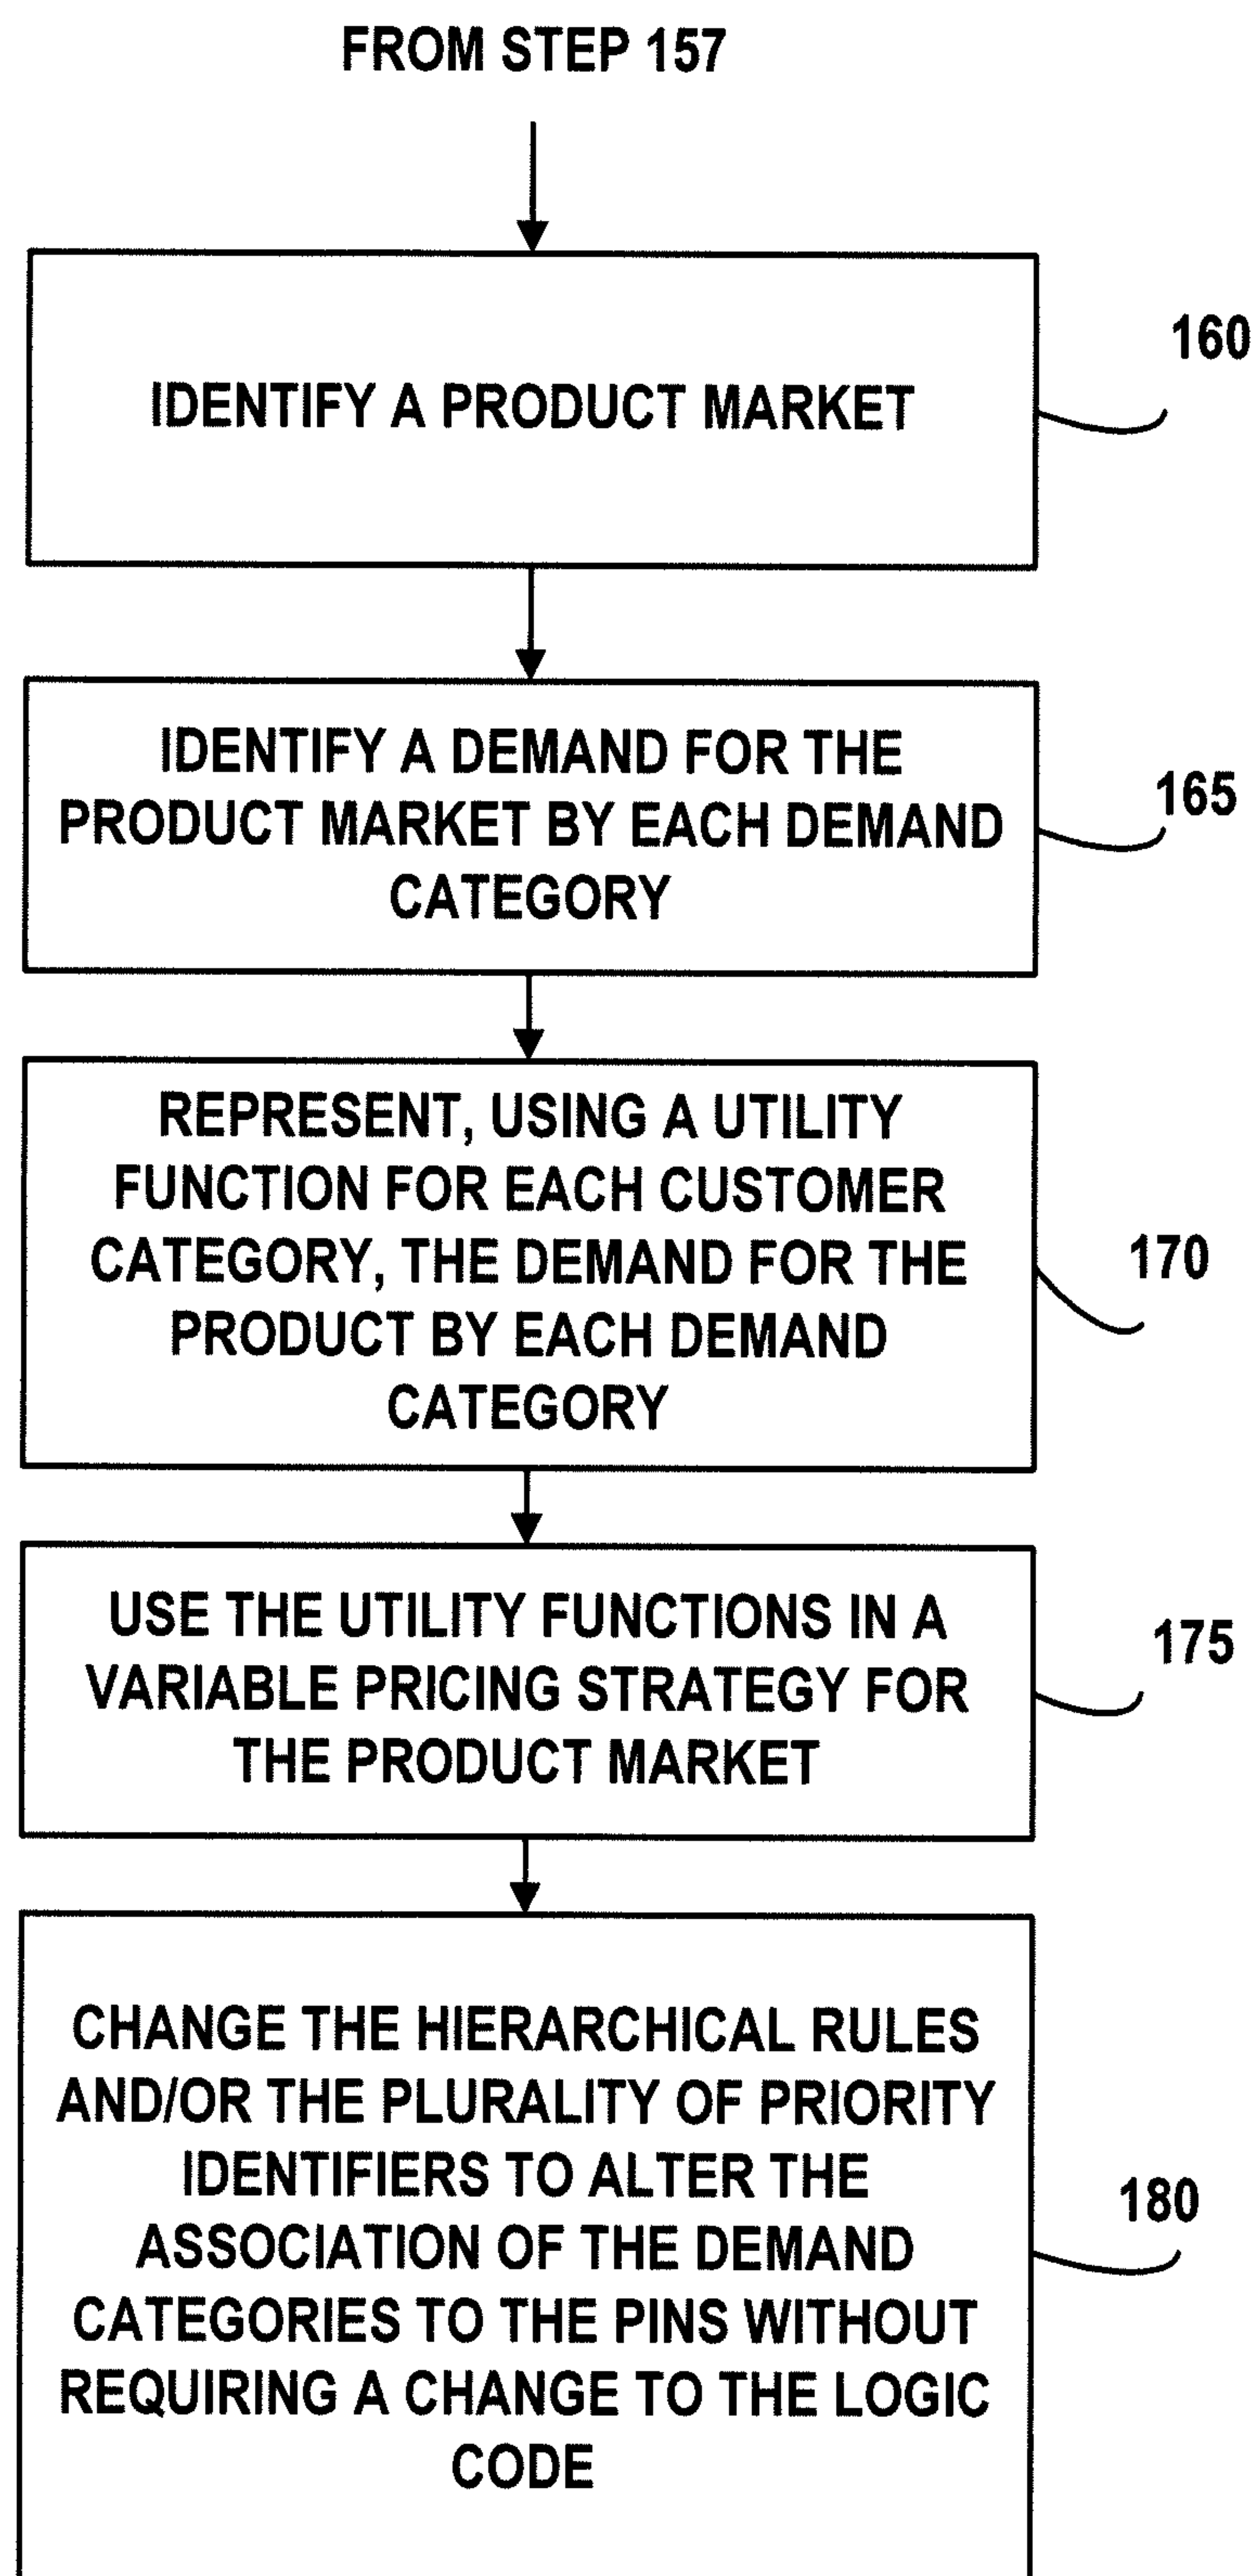 FROM STEP 157
160
IDENTIFY A PRODUCT MARKET
IDENTIFY A DEMAND FOR THE
PRODUCT MARKET BY EACH DEMAND
CATEGORY
165
REPRESENT, USING A UTILITY
FUNCTION FOR EACH CUSTOMER
CATEGORY, THE DEMAND FOR THE
PRODUCT BY EACH DEMAND
CATEGORY
170
USE THE UTILITY FUNCTIONS IN A
VARIABLE PRICING STRATEGY FOR
THE PRODUCT MARKET
175
CHANGE THE HIERARCHICAL RULES
AND/OR THE PLURALITY OF PRIORITY
IDENTIFIERS TO ALTER THE
ASSOCIATION OF THE DEMAND
CATEGORIES TO THE PINS WITHOUT
REQUIRING A CHANGE TO THE LOGIC
CODE
180